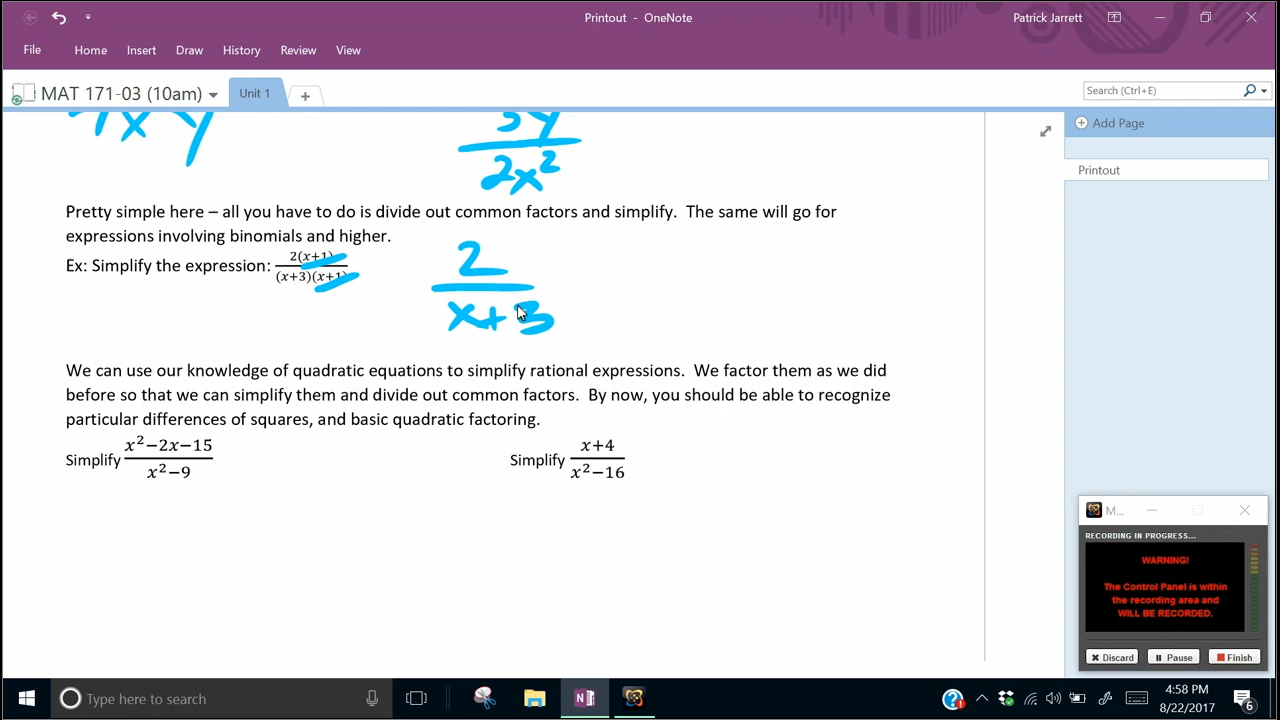 Printout - OneNote
Patrick Jarrett
File Home Insert Draw History Review View
MAT 171-03 (10am)
Unit 1
+
Search (Ctrl+E)
Add Page
Printout
2x²
Pretty simple here – all you have to do is divide out common factors and simplify. The same will go for
expressions involving binomials and higher.
Ex: Simplify the expression: 2(x+1)
(x+3)(x+1)
2
x+3
We can use our knowledge of quadratic equations to simplify rational expressions. We factor them as we did
before so that we can simplify them and divide out common factors. By now, you should be able to recognize
particular differences of squares, and basic quadratic factoring.
Simplify x²−2x−15
x²−9
Simplify x+4
x²−16
M...
RECORDING IN PROGRESS...
WARNING!
The Control Panel is within
the recording area and
WILL BE RECORDED.
Discard Pause Finish
Type here to search
4:58 PM
8/22/2017
6